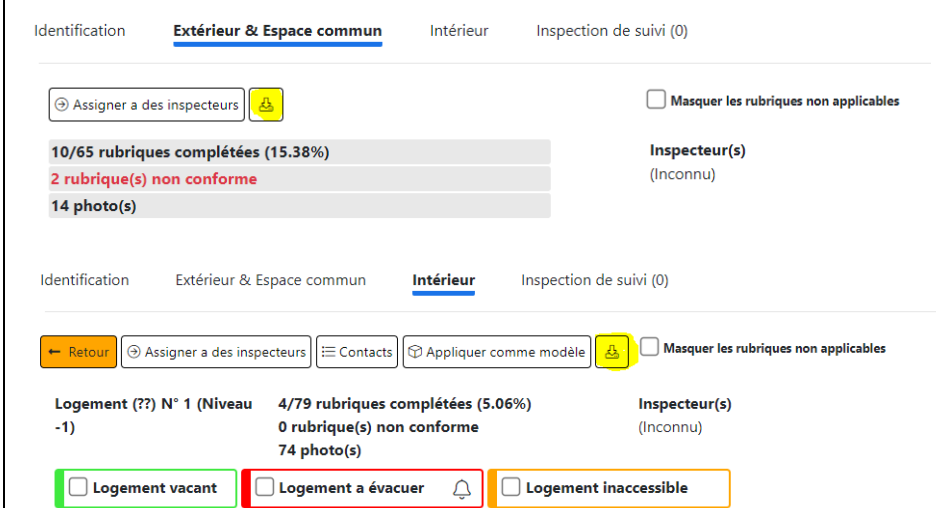 Identification Extérieur & Espace commun Intérieur Inspection de suivi (0)
Assigner a des inspecteurs Masquer les rubriques non applicables
10/65 rubriques complétées (15.38%) Inspecteur(s)
2 rubrique(s) non conforme (Inconnu)
14 photo(s)
Identification Extérieur & Espace commun Intérieur Inspection de suivi (0)
← Retour Assigner a des inspecteurs Contacts Appliquer comme modèle Masquer les rubriques non applicables
Logement (??) N° 1 (Niveau 4/79 rubriques complétées (5.06%) Inspecteur(s)
-1) 0 rubrique(s) non conforme (Inconnu)
74 photo(s)
Logement vacant Logement a évacuer Logement inaccessible